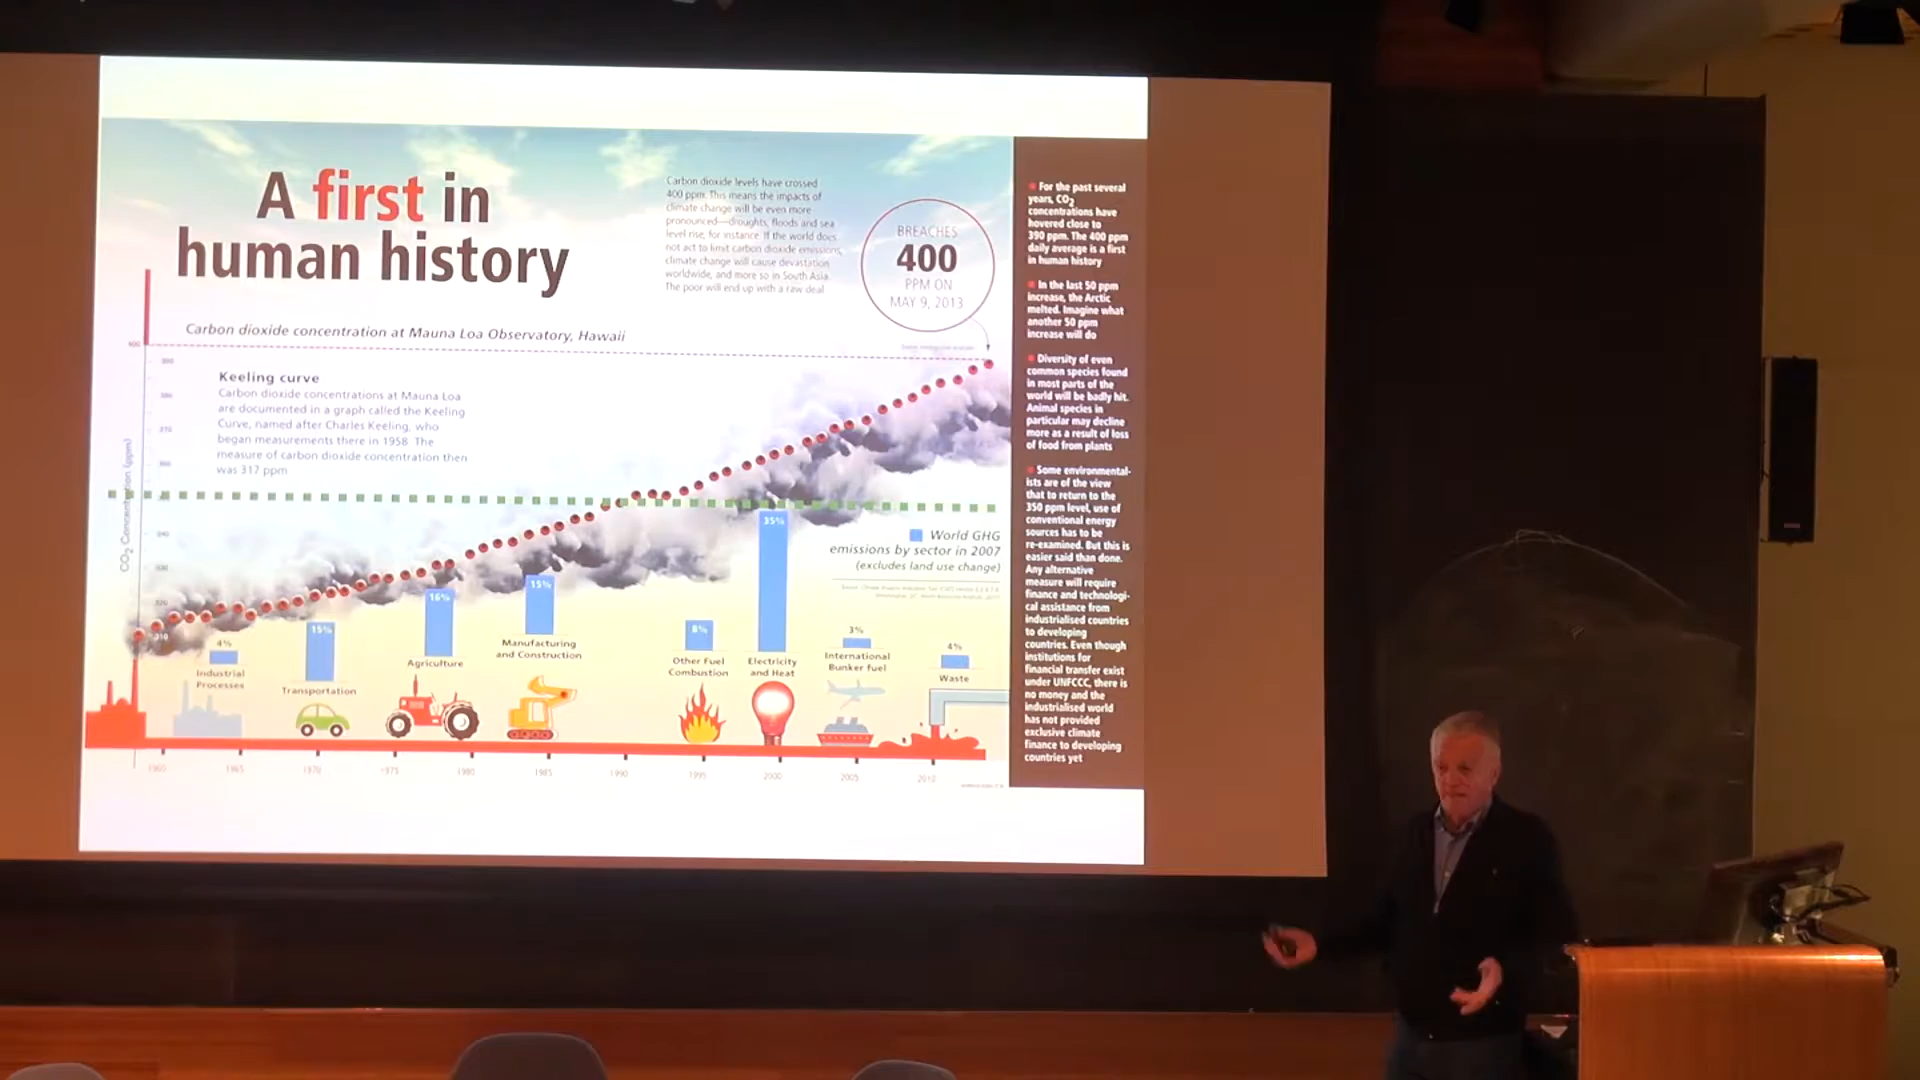 A first in
human history
Carbon dioxide levels have crossed
400 ppm. This means the impacts of
climate change will be even more
pronounced—droughts, floods and sea
level rise, for instance. If the world does
not act to limit carbon dioxide emissions,
climate change will cause devastation
worldwide, and more so in South Asia.
The poor will end up with a raw deal
BREACHES
400
PPM ON
MAY 9, 2013
Carbon dioxide concentration at Mauna Loa Observatory, Hawaii
Keeling curve
Carbon dioxide concentrations at Mauna Loa
are documented in a graph called the Keeling
Curve, named after Charles Keeling, who
began measurements there in 1958. The
measure of carbon dioxide concentration then
was 317 ppm
CO2 Concentration (ppm)
400
390
380
370
360
340
330
320
310
World GHG
emissions by sector in 2007
(excludes land use change)
4%
Industrial
Processes
15%
Transportation
16%
Agriculture
15%
Manufacturing
and Construction
8%
Other Fuel
Combustion
35%
Electricity
and Heat
3%
International
Bunker fuel
4%
Waste
1960
1965
1970
1975
1980
1985
1990
1995
2000
2005
2012
For the past several
years, CO2
concentrations have
hovered close to
390 ppm. The 400 ppm
daily average is a first
in human history
In the last 50 ppm
increase, the Arctic
melted. Imagine what
another 50 ppm
increase will do
Diversity of even
common species found
in most parts of the
world will be badly hit.
Animal species in
particular may decline
more as a result of loss
of food from plants
Some environmental-
ists are of the view
that to return to the
350 ppm level, use of
conventional energy
sources has to be
re-examined. But this is
easier said than done.
Any alternative
measure will require
finance and technologi-
cal assistance from
industrialised countries
to developing
countries. Even though
institutions for
financial transfer exist
under UNFCCC, there is
no money and the
industrialised world
has not provided
exclusive climate
finance to developing
countries yet